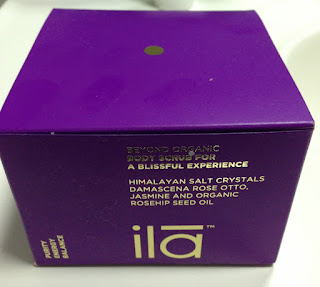 BEYOND ORGANIC
BODY SCRUB FOR
A BLISSFUL EXPERIENCE
HIMALAYAN SALT CRYSTALS
DAMASCENA ROSE OTTO,
JASMINE AND ORGANIC
ROSEHIP SEED OIL
ilā™
PURITY
ENERGY
BALANCE